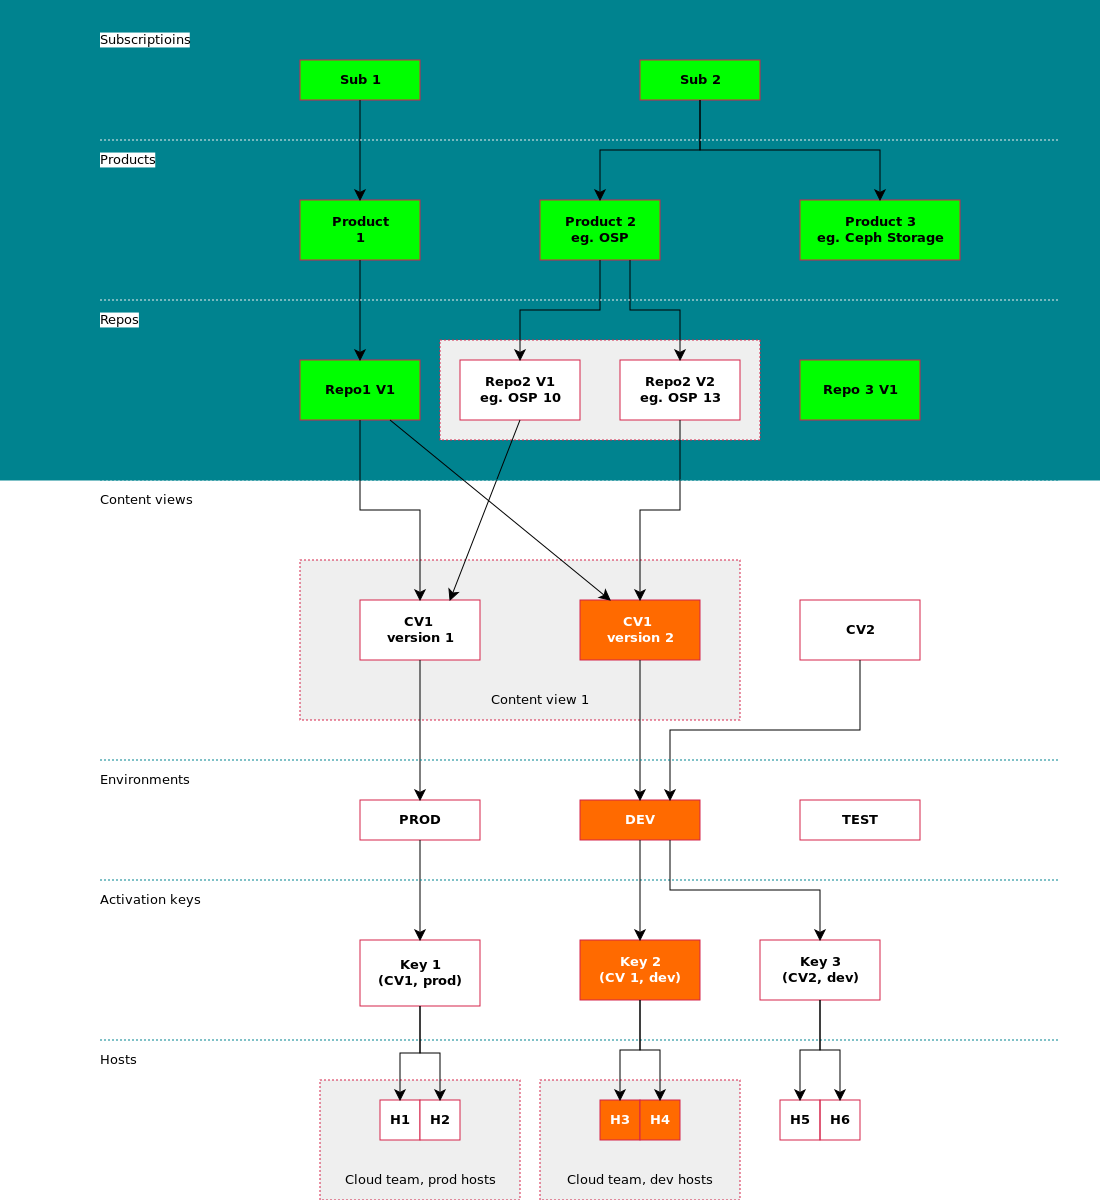 Subscriptioins
Sub 1
Sub 2
Products
Product
1
Product 2
eg. OSP
Product 3
eg. Ceph Storage
Repos
Repo1 V1
Repo2 V1
eg. OSP 10
Repo2 V2
eg. OSP 13
Repo 3 V1
Content views
CV1
version 1
CV1
version 2
CV2
Content view 1
Environments
PROD
DEV
TEST
Activation keys
Key 1
(CV1, prod)
Key 2
(CV 1, dev)
Key 3
(CV2, dev)
Hosts
H1
H2
H3
H4
H5
H6
Cloud team, prod hosts
Cloud team, dev hosts